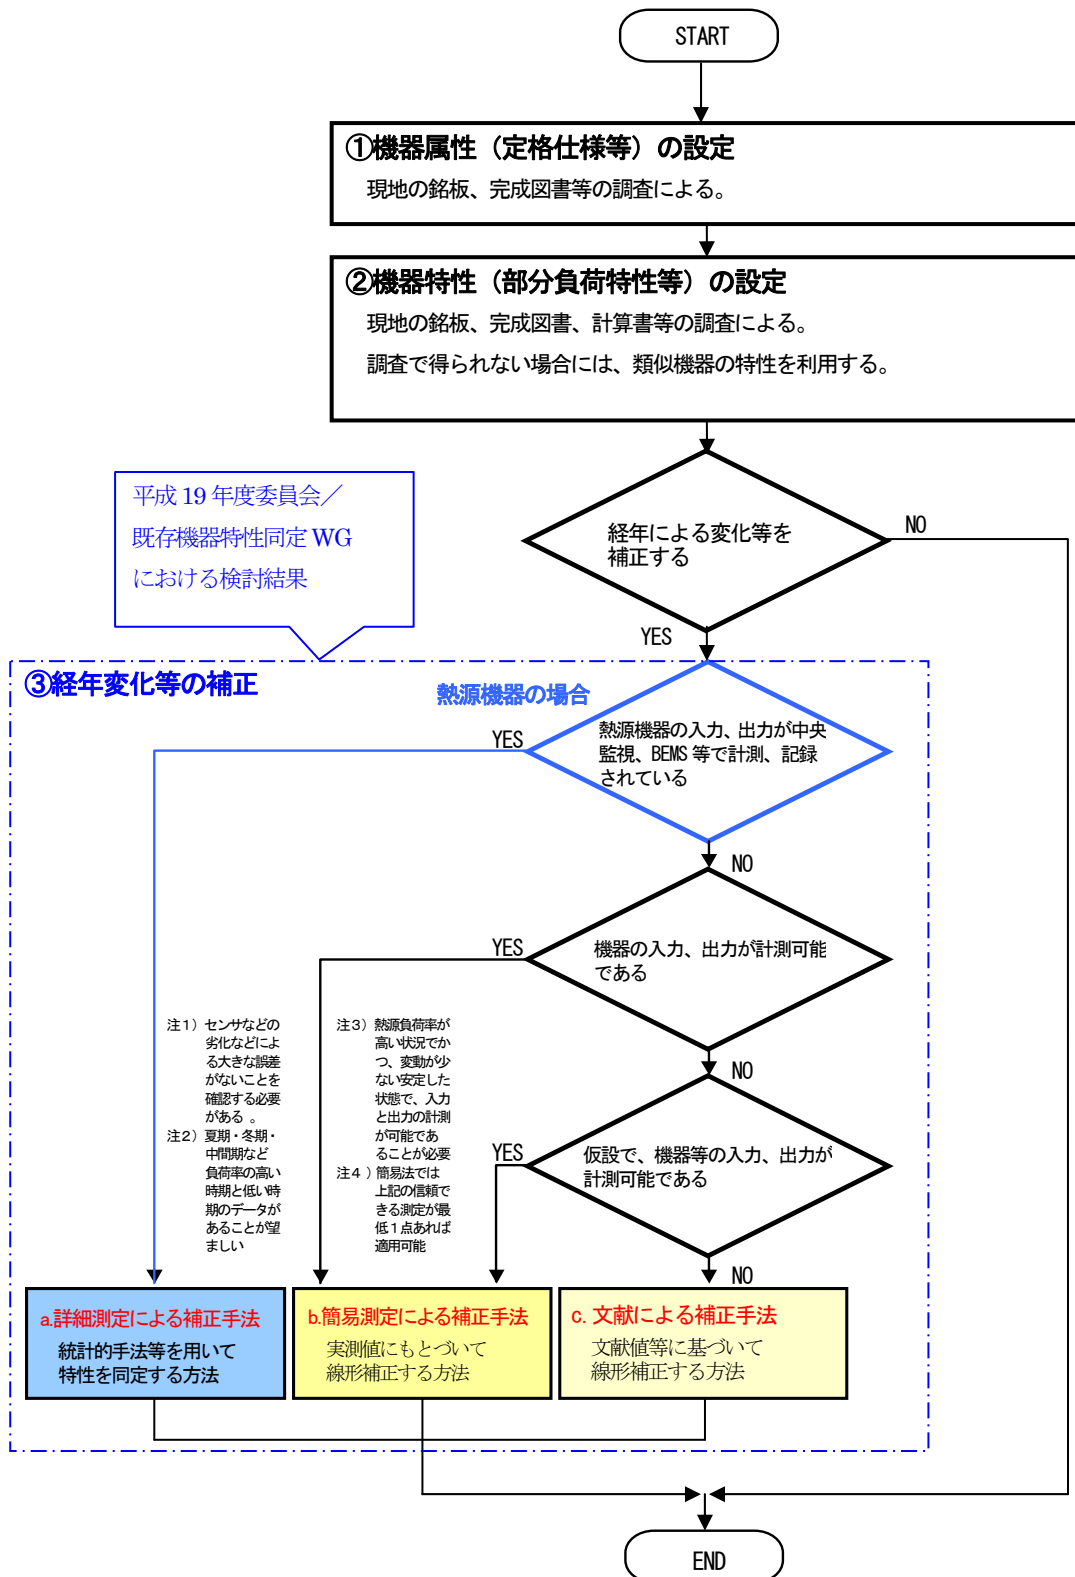 START
①機器属性（定格仕様等）の設定
現地の銘板、完成図書等の調査による。
②機器特性（部分負荷特性等）の設定
現地の銘板、完成図書、計算書等の調査による。
調査で得られない場合には、類似機器の特性を利用する。
平成 19 年度委員会／
既存機器特性同定 WG
における検討結果
経年による変化等を
補正する
NO
YES
③経年変化等の補正
熱源機器の場合
熱源機器の入力、出力が中央
監視、BEMS 等で計測、記録
されている
YES
NO
機器の入力、出力が計測可能
である
YES
NO
注１）センサなどの
劣化などによ
る大きな誤差
がないことを
確認する必要
がある 。
注２）夏期・冬期・
中間期など
負荷率の高い
時期と低い時
期のデータが
あることが望
ましい
注３）熱源負荷率が
高い状況でか
つ、変動が少
ない安定した
状態で、入力
と出力の計測
が可能であ
ることが必要
注４）簡易法では
上記の信頼で
きる測定が最
低１点あれば
適用可能
仮設で、機器等の入力、出力が
計測可能である
YES
NO
a.詳細測定による補正手法
統計的手法等を用いて
特性を同定する方法
b.簡易測定による補正手法
実測値にもとづいて
線形補正する方法
c. 文献による補正手法
文献値等に基づいて
線形補正する方法
END